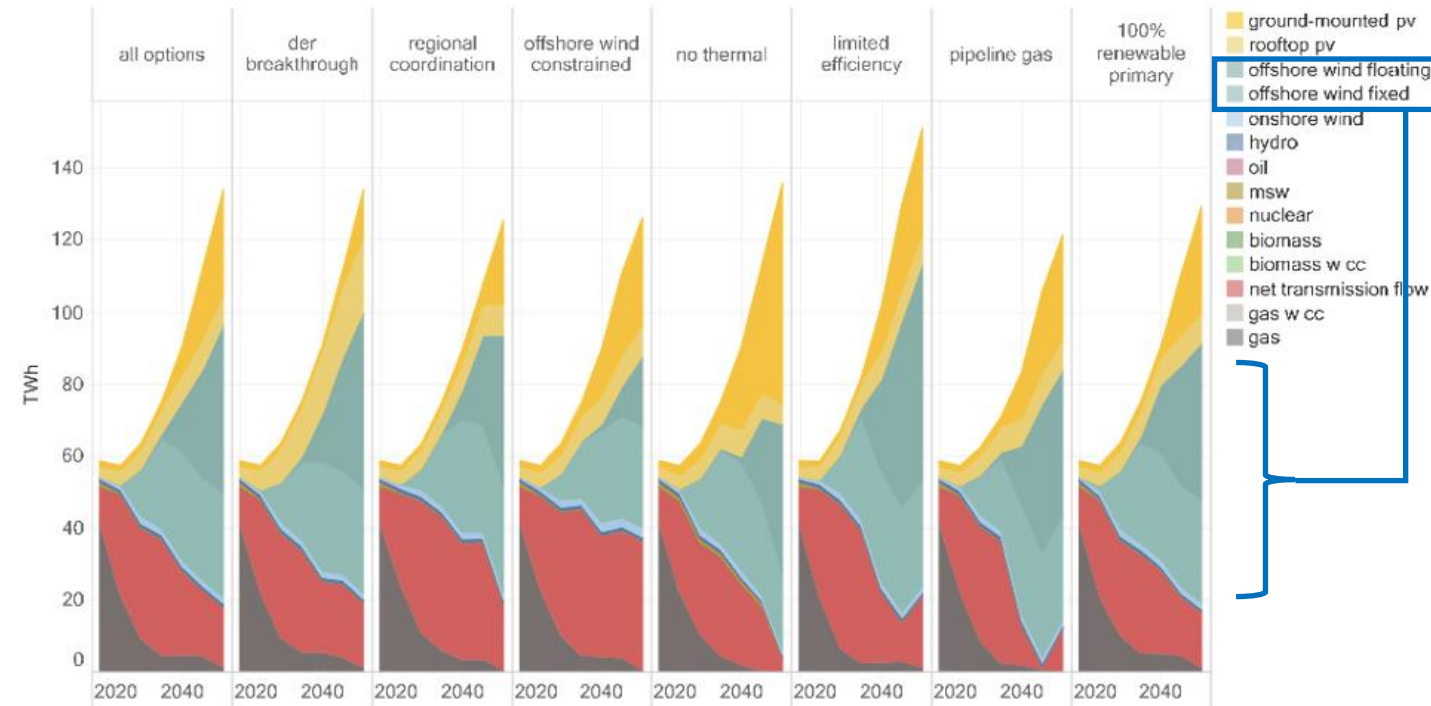 all options
der
breakthrough
regional
coordination
offshore wind
constrained
no thermal
limited
efficiency
pipeline gas
100%
renewable
primary
ground-mounted pv
rooftop pv
offshore wind floating
offshore wind fixed
onshore wind
hydro
oil
msw
nuclear
biomass
biomass w cc
net transmission flow
gas w cc
gas
TWh
140
120
100
80
60
40
20
0
2020 2040 2020 2040 2020 2040 2020 2040 2020 2040 2020 2040 2020 2040 2020 2040